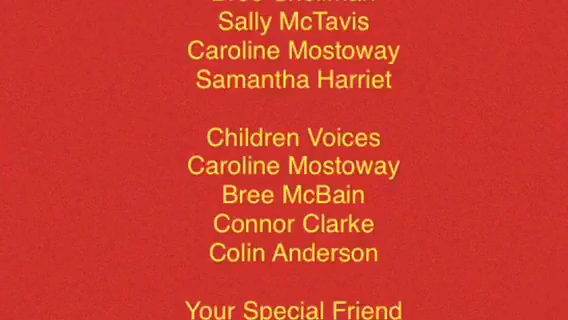 Sally McTavis
Caroline Mostoway
Samantha Harriet
Children Voices
Caroline Mostoway
Bree McBain
Connor Clarke
Colin Anderson
Your Special Friend